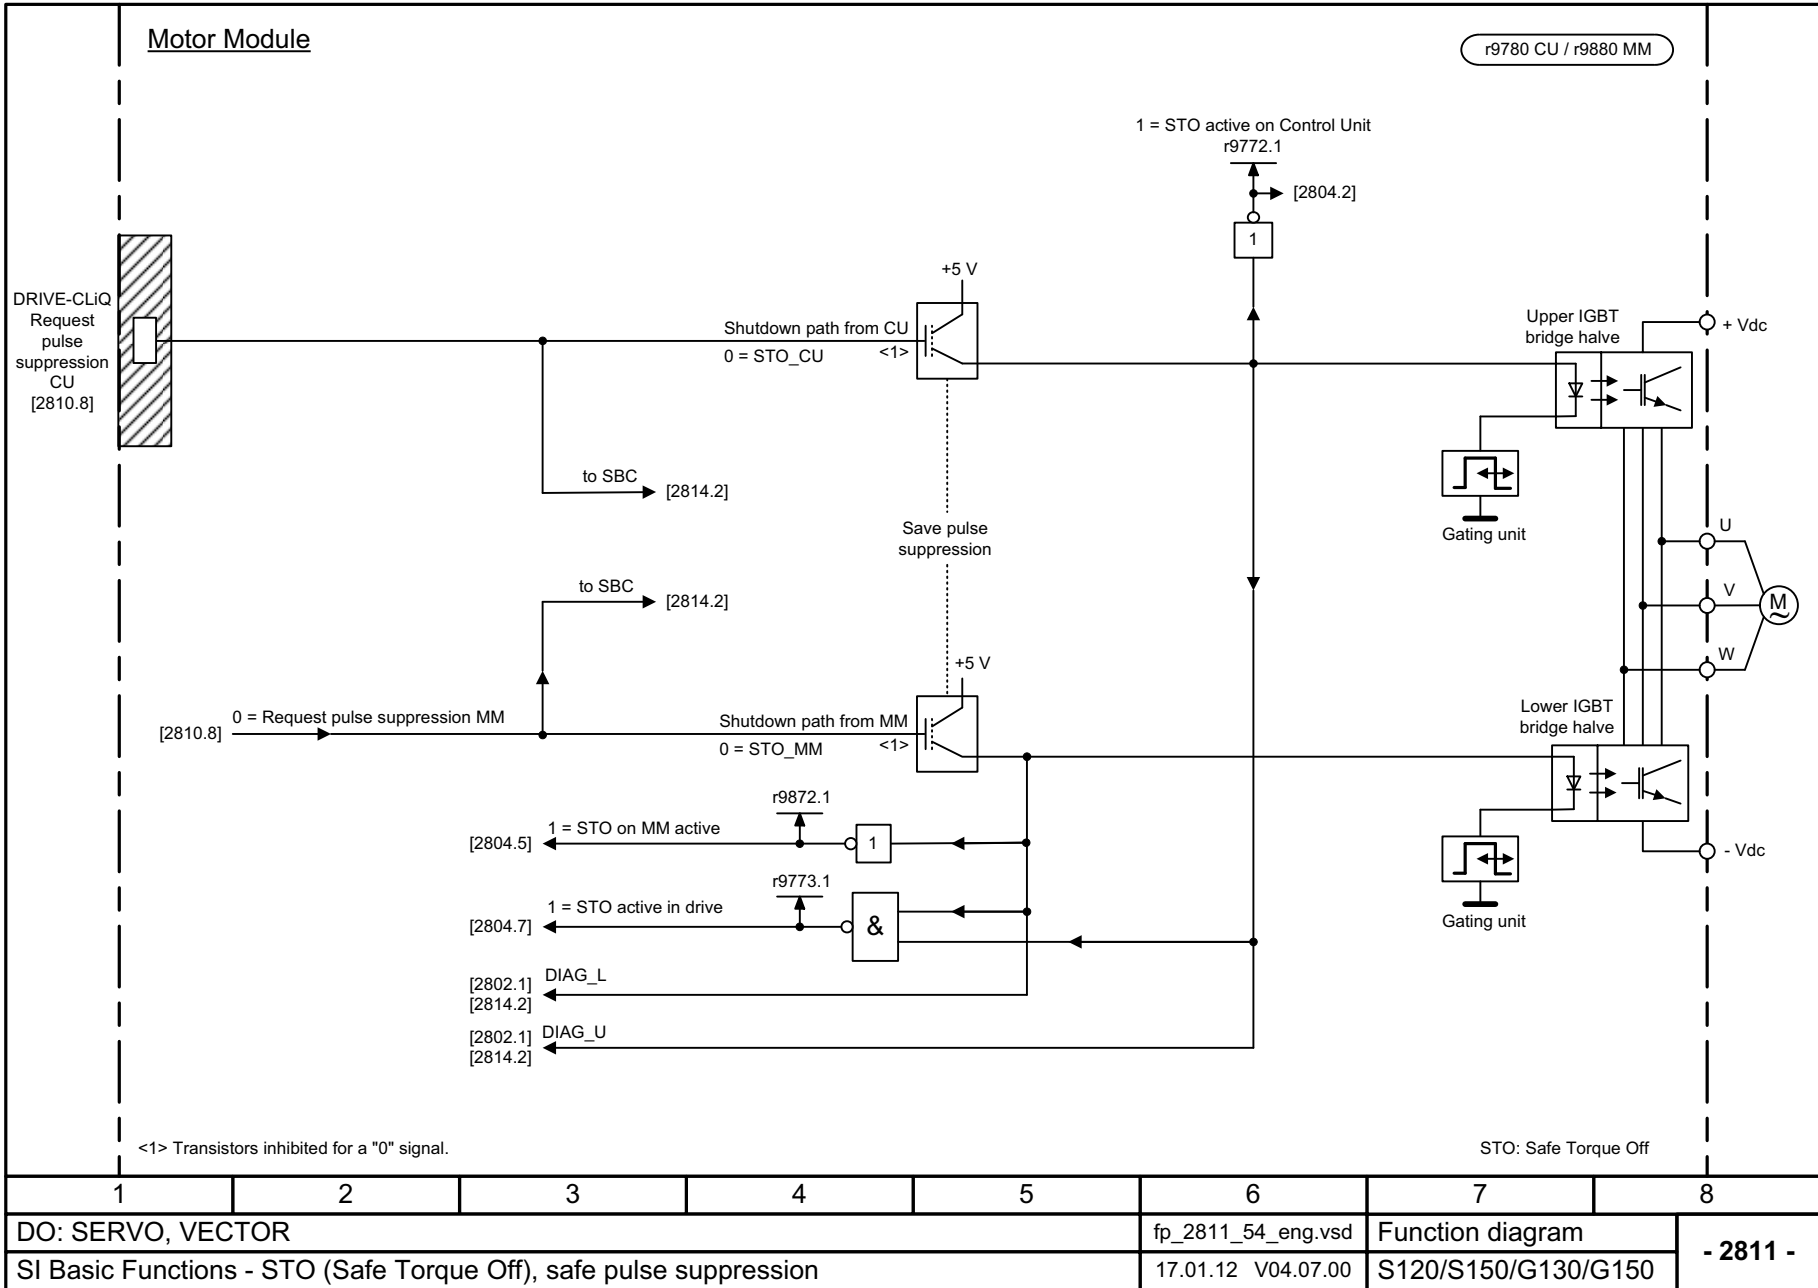 Motor Module
r9780 CU / r9880 MM
1 = STO active on Control Unit
r9772.1
[2804.2]
1
+5 V
DRIVE-CLiQ
Request
pulse
suppression
CU
[2810.8]
Shutdown path from CU
0 = STO_CU
<1>
Upper IGBT
bridge halve
+ Vdc
to SBC
[2814.2]
Gating unit
Save pulse
suppression
U
V
W
M
~
to SBC
[2814.2]
+5 V
[2810.8]
0 = Request pulse suppression MM
Shutdown path from MM
0 = STO_MM
<1>
Lower IGBT
bridge halve
r9872.1
[2804.5]
1 = STO on MM active
1
- Vdc
r9773.1
[2804.7]
1 = STO active in drive
&
Gating unit
[2802.1]
[2814.2]
DIAG_L
[2802.1]
[2814.2]
DIAG_U
<1> Transistors inhibited for a "0" signal.
STO: Safe Torque Off
1 2 3 4 5 6 7 8
DO: SERVO, VECTOR
fp_2811_54_eng.vsd
Function diagram
- 2811 -
SI Basic Functions - STO (Safe Torque Off), safe pulse suppression
17.01.12 V04.07.00
S120/S150/G130/G150